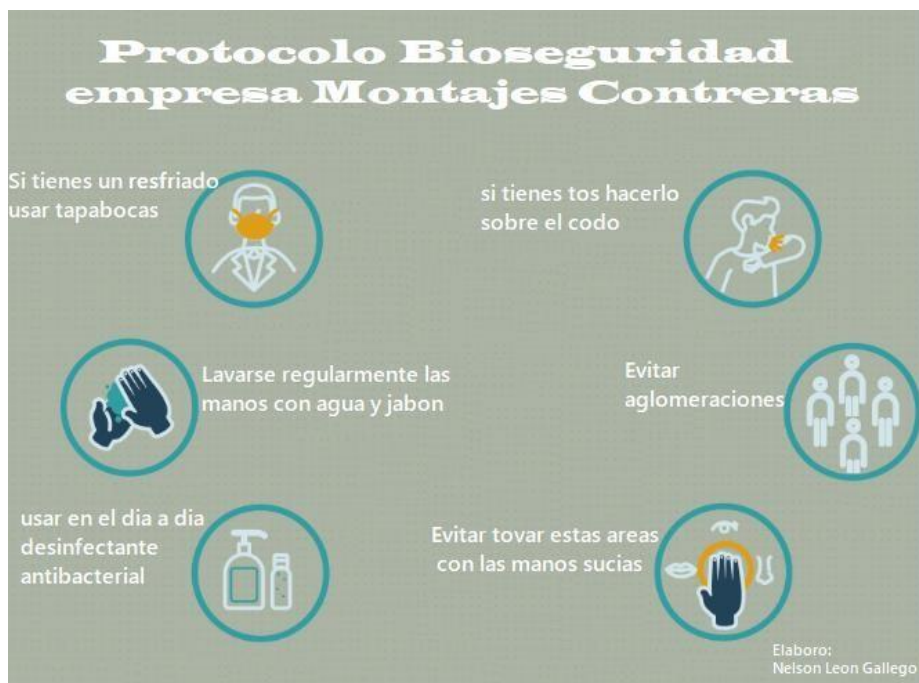 Protocolo Bioseguridad
empresa Montajes Contreras
Si tienes un resfriado
usar tapabocas
si tienes tos hacerlo
sobre el codo
Lavarse regularmente las
manos con agua y jabon
Evitar
aglomeraciones
usar en el dia a dia
desinfectante
antibacterial
Evitar tovar estas areas
con las manos sucias
Elaboro:
Nelson Leon Gallego